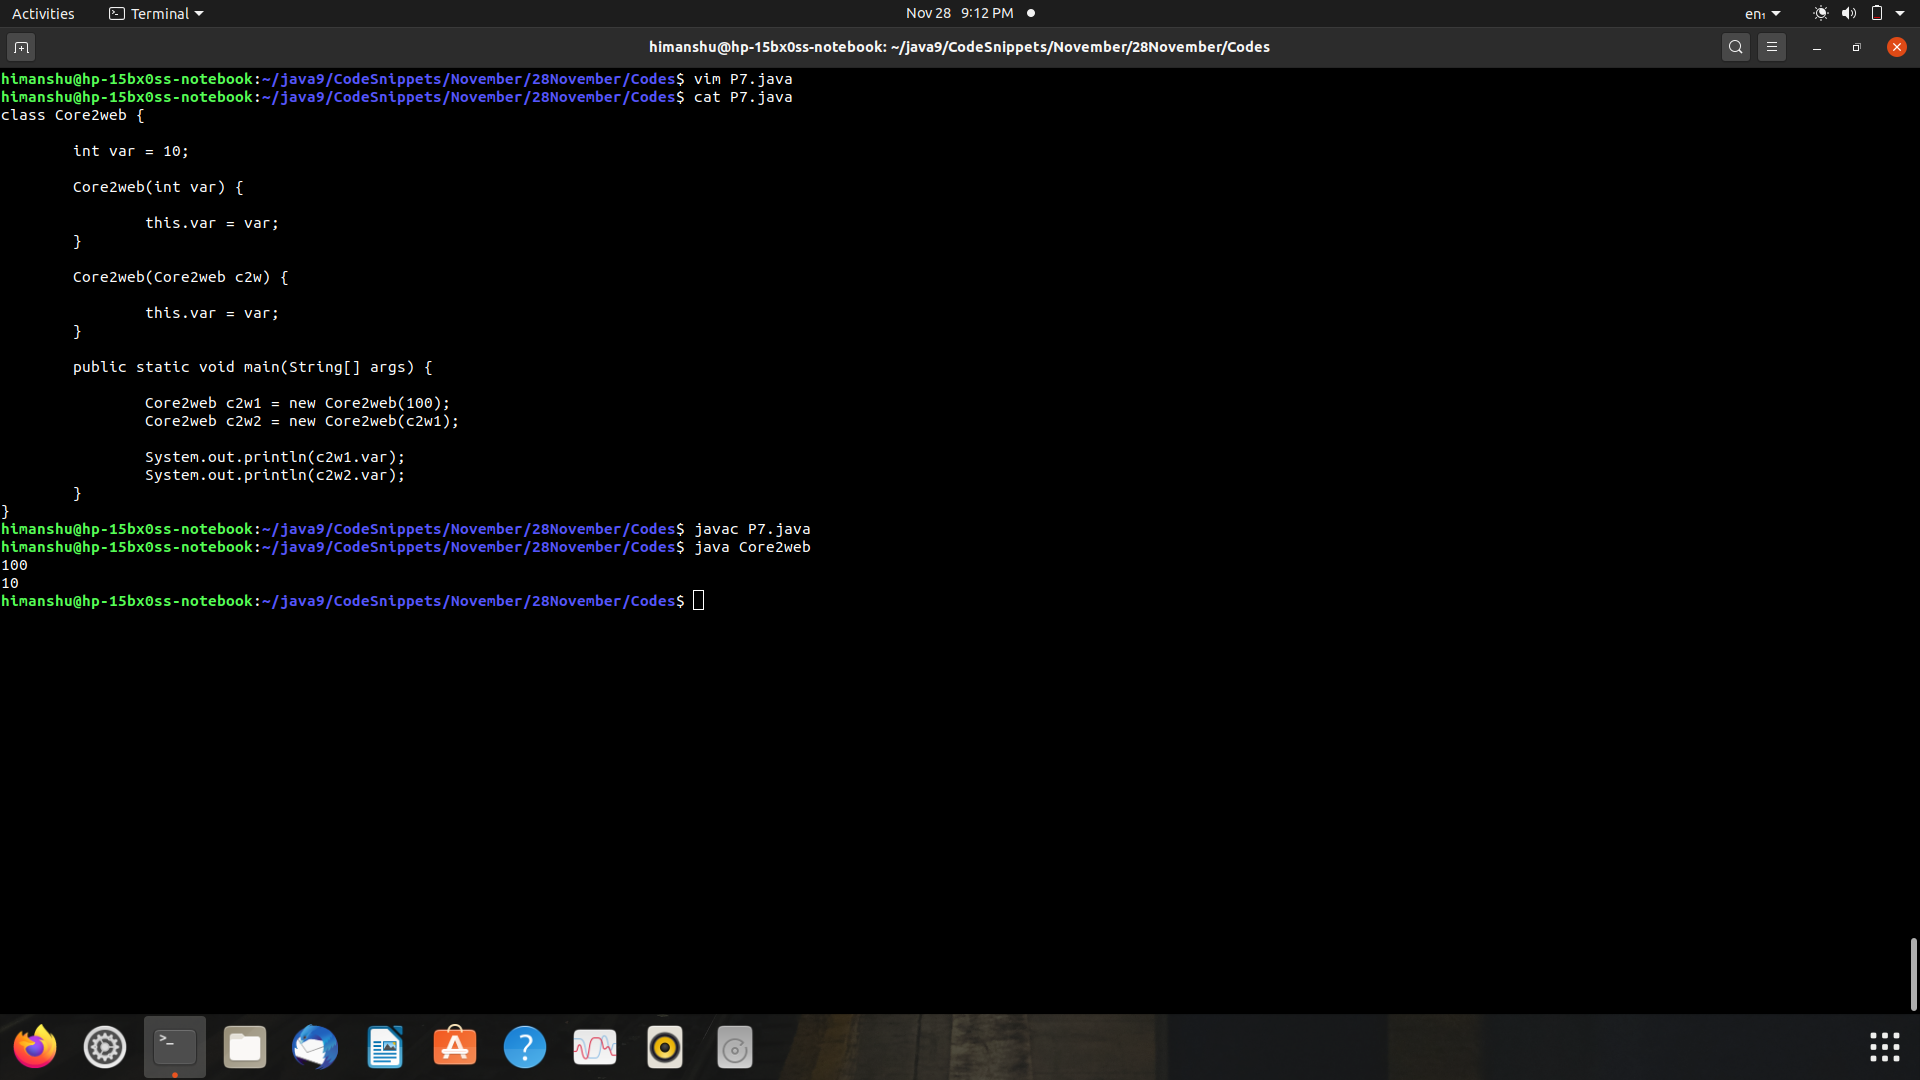 Activities Terminal Nov 28 9:12 PM en₁
himanshu@hp-15bx0ss-notebook: ~/java9/CodeSnippets/November/28November/Codes
himanshu@hp-15bx0ss-notebook:~/java9/CodeSnippets/November/28November/Codes$ vim P7.java
himanshu@hp-15bx0ss-notebook:~/java9/CodeSnippets/November/28November/Codes$ cat P7.java
class Core2web {
int var = 10;
Core2web(int var) {
this.var = var;
}
Core2web(Core2web c2w) {
this.var = var;
}
public static void main(String[] args) {
Core2web c2w1 = new Core2web(100);
Core2web c2w2 = new Core2web(c2w1);
System.out.println(c2w1.var);
System.out.println(c2w2.var);
}
}
himanshu@hp-15bx0ss-notebook:~/java9/CodeSnippets/November/28November/Codes$ javac P7.java
himanshu@hp-15bx0ss-notebook:~/java9/CodeSnippets/November/28November/Codes$ java Core2web
100
10
himanshu@hp-15bx0ss-notebook:~/java9/CodeSnippets/November/28November/Codes$